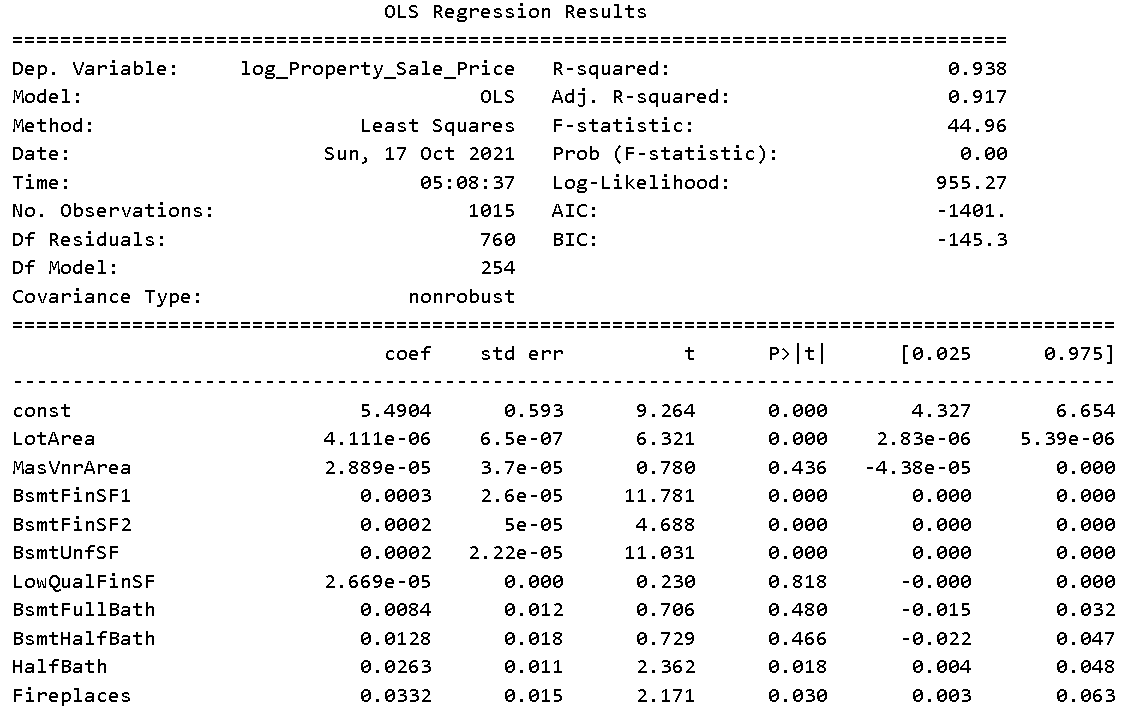 OLS Regression Results
==============================================================================
Dep. Variable: log_Property_Sale_Price R-squared: 0.938
Model: OLS Adj. R-squared: 0.917
Method: Least Squares F-statistic: 44.96
Date: Sun, 17 Oct 2021 Prob (F-statistic): 0.00
Time: 05:08:37 Log-Likelihood: 955.27
No. Observations: 1015 AIC: -1401.
Df Residuals: 760 BIC: -145.3
Df Model: 254
Covariance Type: nonrobust
==============================================================================
coef std err t P>|t| [0.025 0.975]
------------------------------------------------------------------------------
const 5.4904 0.593 9.264 0.000 4.327 6.654
LotArea 4.111e-06 6.5e-07 6.321 0.000 2.83e-06 5.39e-06
MasVnrArea 2.889e-05 3.7e-05 0.780 0.436 -4.38e-05 0.000
BsmtFinSF1 0.0003 2.6e-05 11.781 0.000 0.000 0.000
BsmtFinSF2 0.0002 5e-05 4.688 0.000 0.000 0.000
BsmtUnfSF 0.0002 2.22e-05 11.031 0.000 0.000 0.000
LowQualFinSF 2.669e-05 0.000 0.230 0.818 -0.000 0.000
BsmtFullBath 0.0084 0.012 0.706 0.480 -0.015 0.032
BsmtHalfBath 0.0128 0.018 0.729 0.466 -0.022 0.047
HalfBath 0.0263 0.011 2.362 0.018 0.004 0.048
Fireplaces 0.0332 0.015 2.171 0.030 0.003 0.063